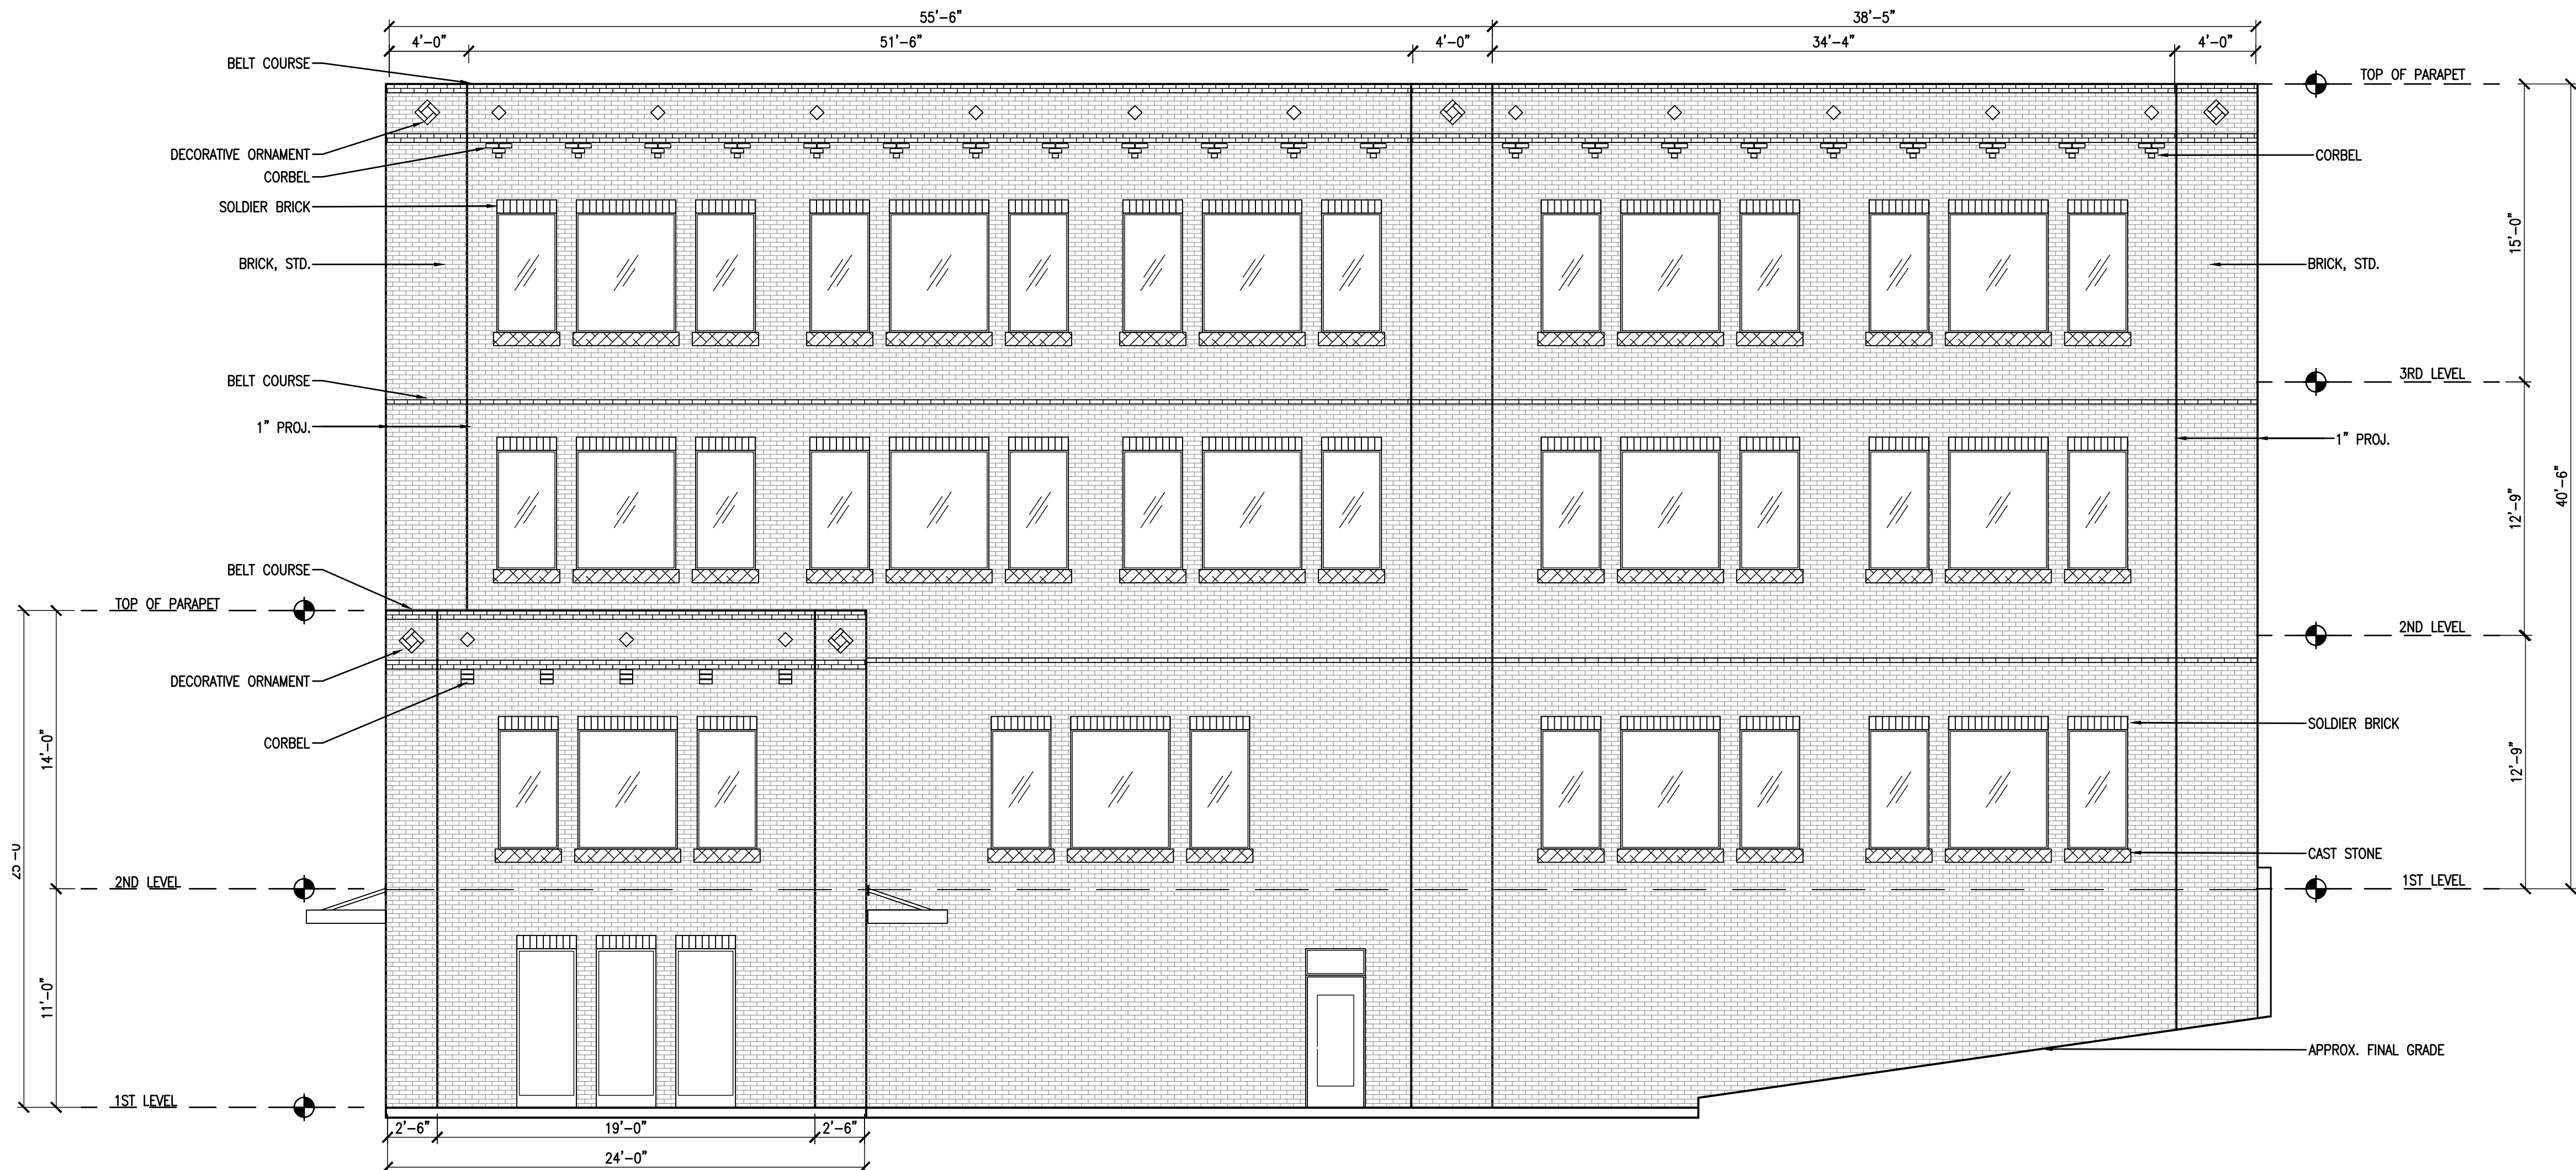 55'-6"
38'-5"
4'-0"
51'-6"
4'-0"
34'-4"
4'-0"
BELT COURSE
TOP OF PARAPET
DECORATIVE ORNAMENT
CORBEL
CORBEL
SOLDIER BRICK
15'-0"
BRICK, STD.
BRICK, STD.
3RD LEVEL
BELT COURSE
1" PROJ.
1" PROJ.
40'-6"
12'-9"
BELT COURSE
TOP OF PARAPET
2ND LEVEL
DECORATIVE ORNAMENT
SOLDIER BRICK
CORBEL
14'-0"
12'-9"
CAST STONE
2ND LEVEL
1ST LEVEL
11'-0"
APPROX. FINAL GRADE
1ST LEVEL
2'-6"
19'-0"
2'-6"
24'-0"